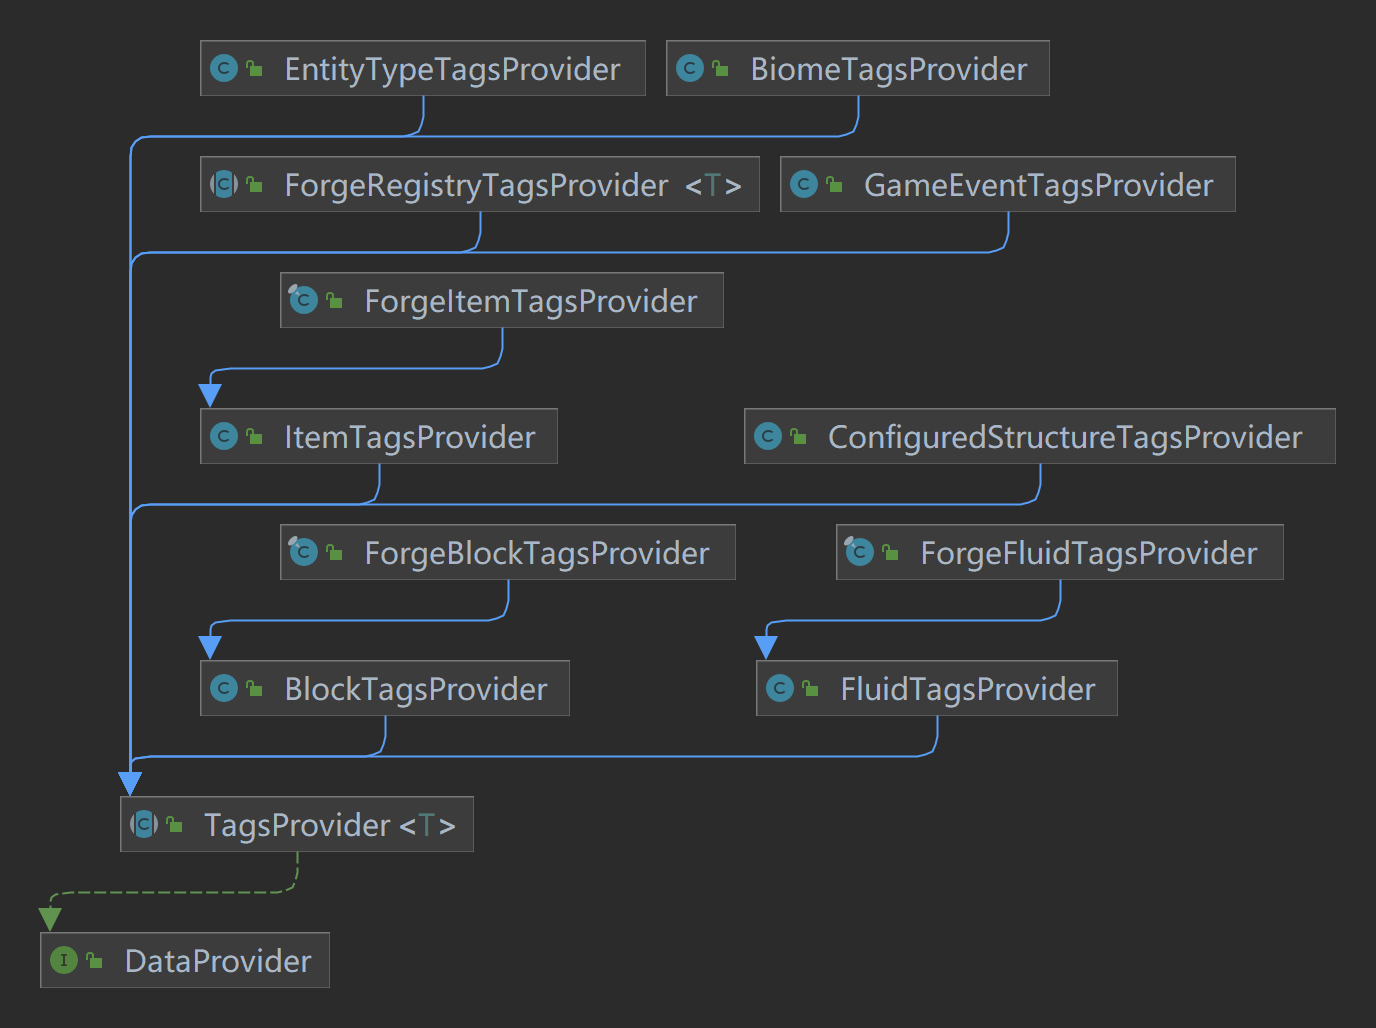 EntityTypeTagsProvider
BiomeTagsProvider
ForgeRegistryTagsProvider <T>
GameEventTagsProvider
ForgeItemTagsProvider
ItemTagsProvider
ConfiguredStructureTagsProvider
ForgeBlockTagsProvider
ForgeFluidTagsProvider
BlockTagsProvider
FluidTagsProvider
TagsProvider <T>
DataProvider